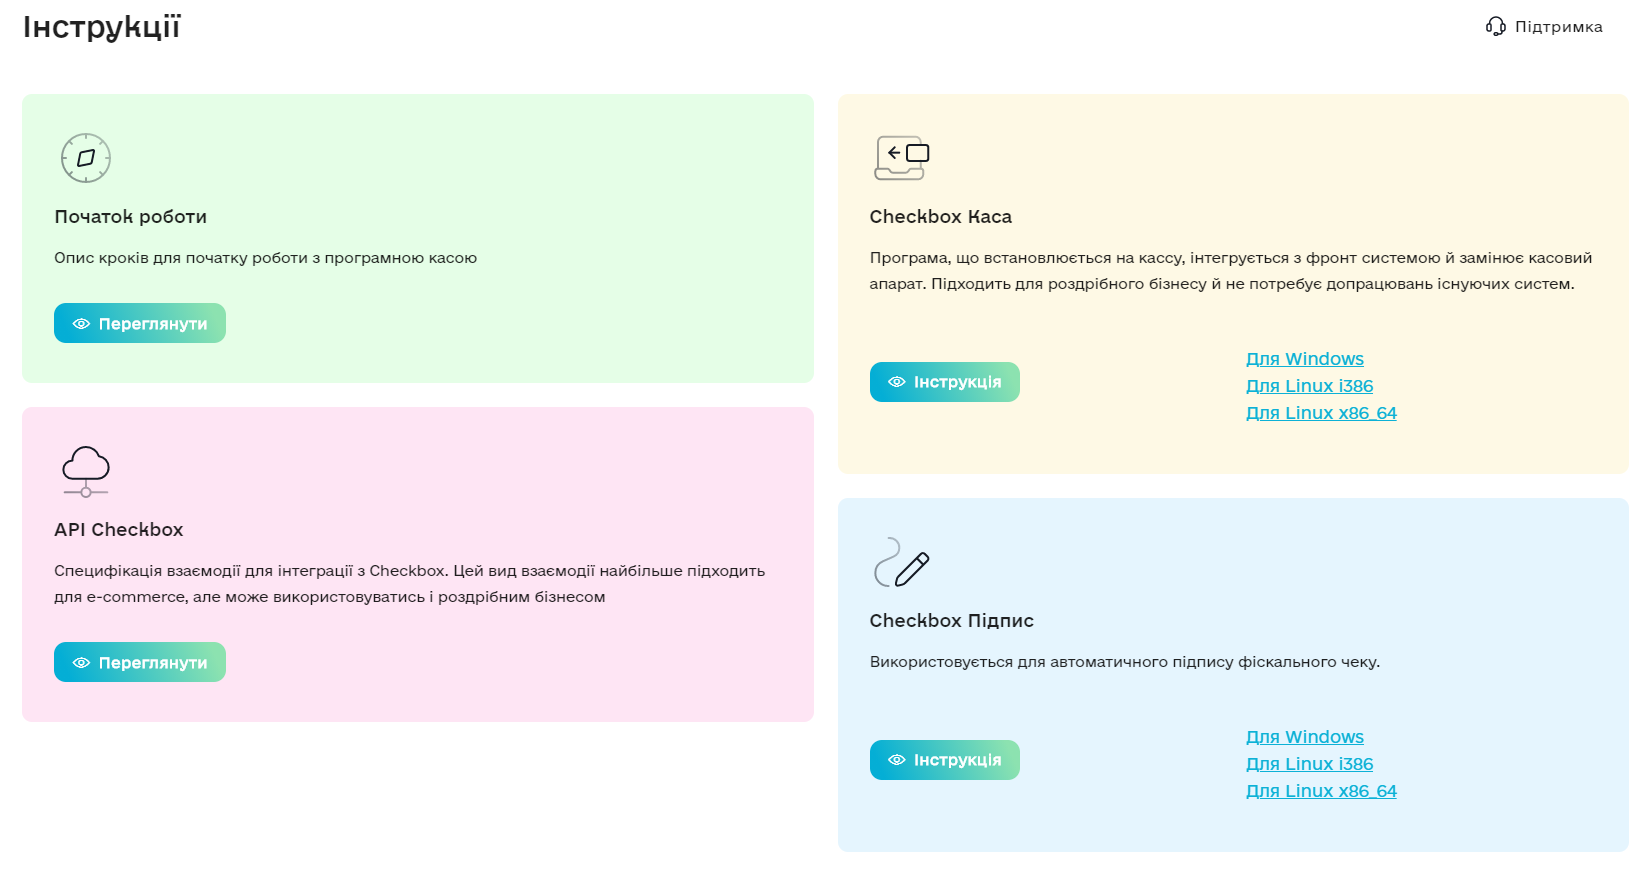 Інструкції
Підтримка
Початок роботи
Опис кроків для початку роботи з програмною касою
Переглянути
API Checkbox
Специфікація взаємодії для інтеграції з Checkbox. Цей вид взаємодії найбільше підходить
для e-commerce, але може використовуватись і роздрібним бізнесом
Переглянути
Checkbox Каса
Програма, що встановлюється на кассу, інтегрується з фронт системою й замінює касовий
апарат. Підходить для роздрібного бізнесу й не потребує допрацювань існуючих систем.
Інструкція
Для Windows
Для Linux i386
Для Linux x86_64
Checkbox Підпис
Використовується для автоматичного підпису фіскального чеку.
Інструкція
Для Windows
Для Linux i386
Для Linux x86_64